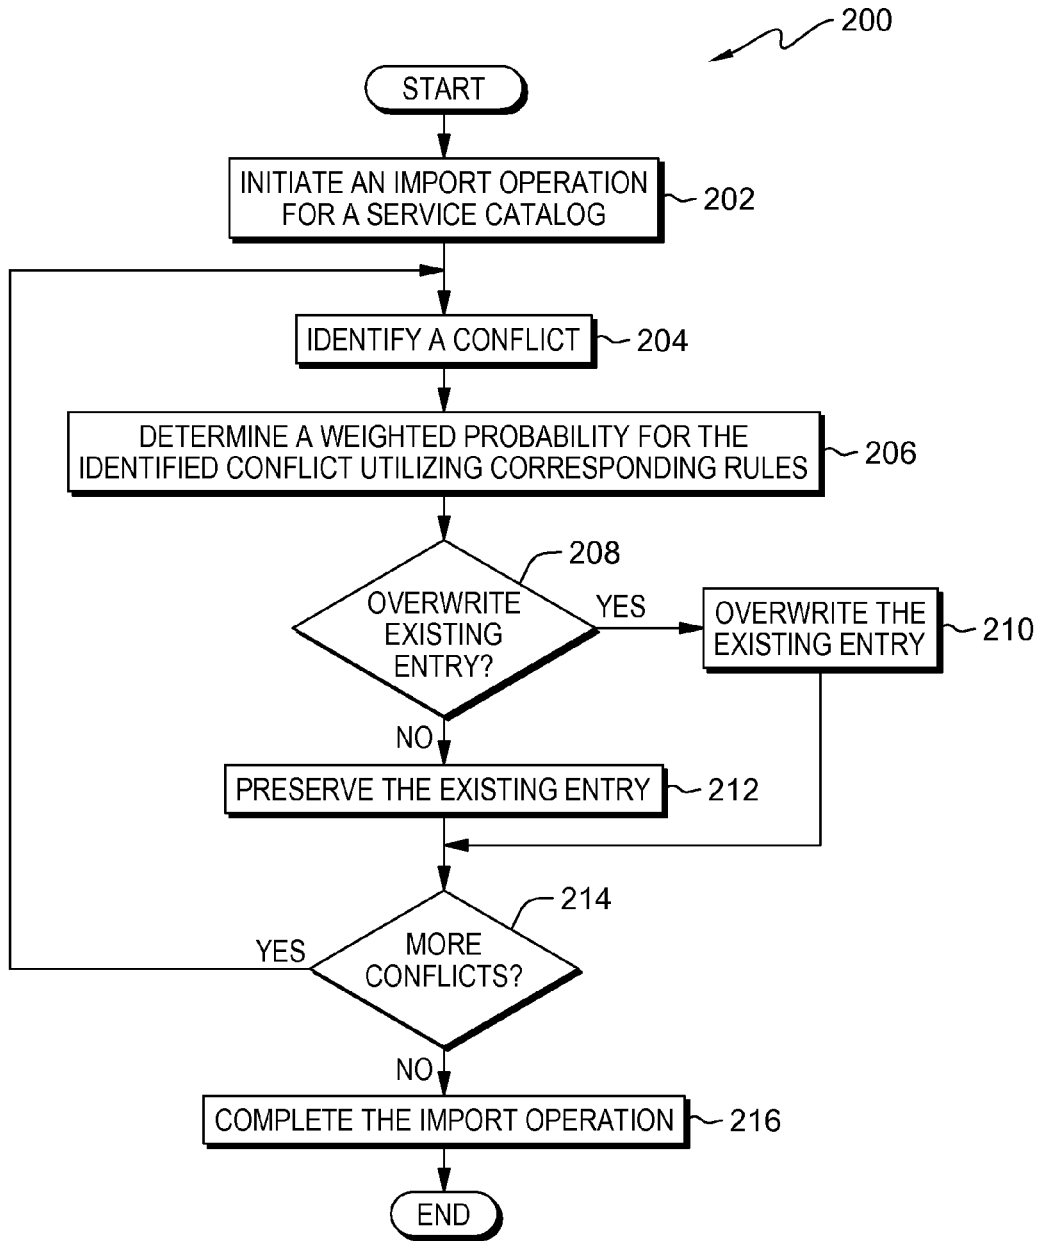 200
START
INITIATE AN IMPORT OPERATION
FOR A SERVICE CATALOG
202
IDENTIFY A CONFLICT
204
DETERMINE A WEIGHTED PROBABILITY FOR THE
IDENTIFIED CONFLICT UTILIZING CORRESPONDING RULES
206
208
OVERWRITE
EXISTING
ENTRY?
YES
OVERWRITE THE
EXISTING ENTRY
210
NO
PRESERVE THE EXISTING ENTRY
212
214
MORE
CONFLICTS?
YES
NO
COMPLETE THE IMPORT OPERATION
216
END